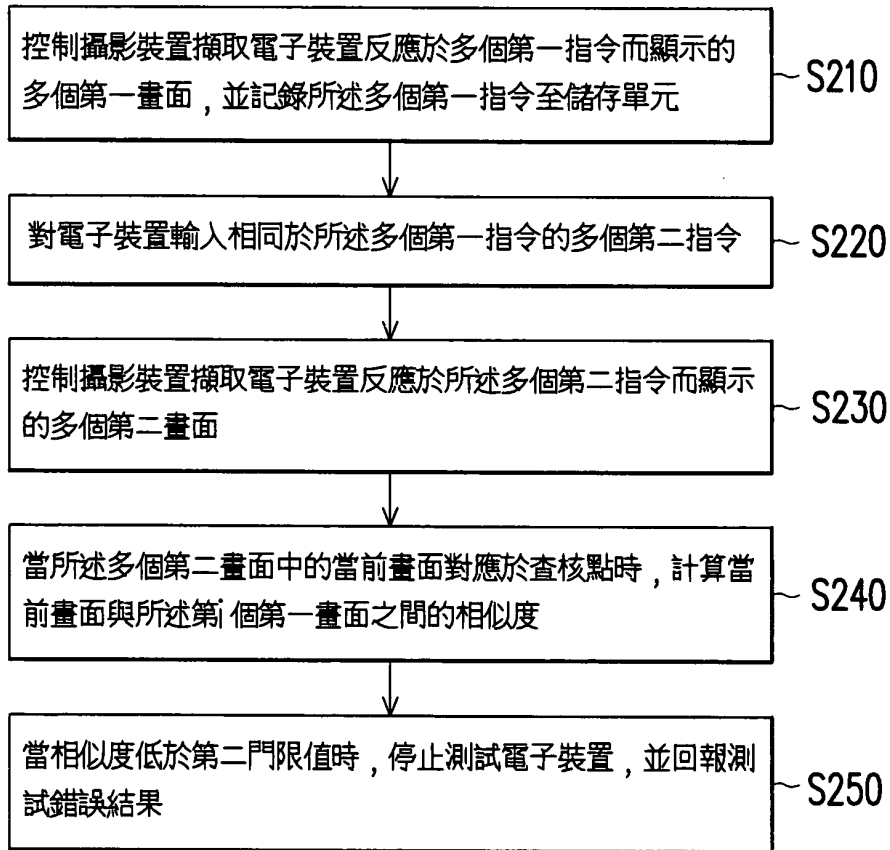 控制攝影裝置擷取電子裝置反應於多個第一指令而顯示的
多個第一畫面，並記錄所述多個第一指令至儲存單元
S210
對電子裝置輸入相同於所述多個第一指令的多個第二指令
S220
控制攝影裝置擷取電子裝置反應於所述多個第二指令而顯示
的多個第二畫面
S230
當所述多個第二畫面中的當前畫面對應於查核點時，計算當
前畫面與所述第i個第一畫面之間的相似度
S240
當相似度低於第二門限值時，停止測試電子裝置，並回報測
試錯誤結果
S250